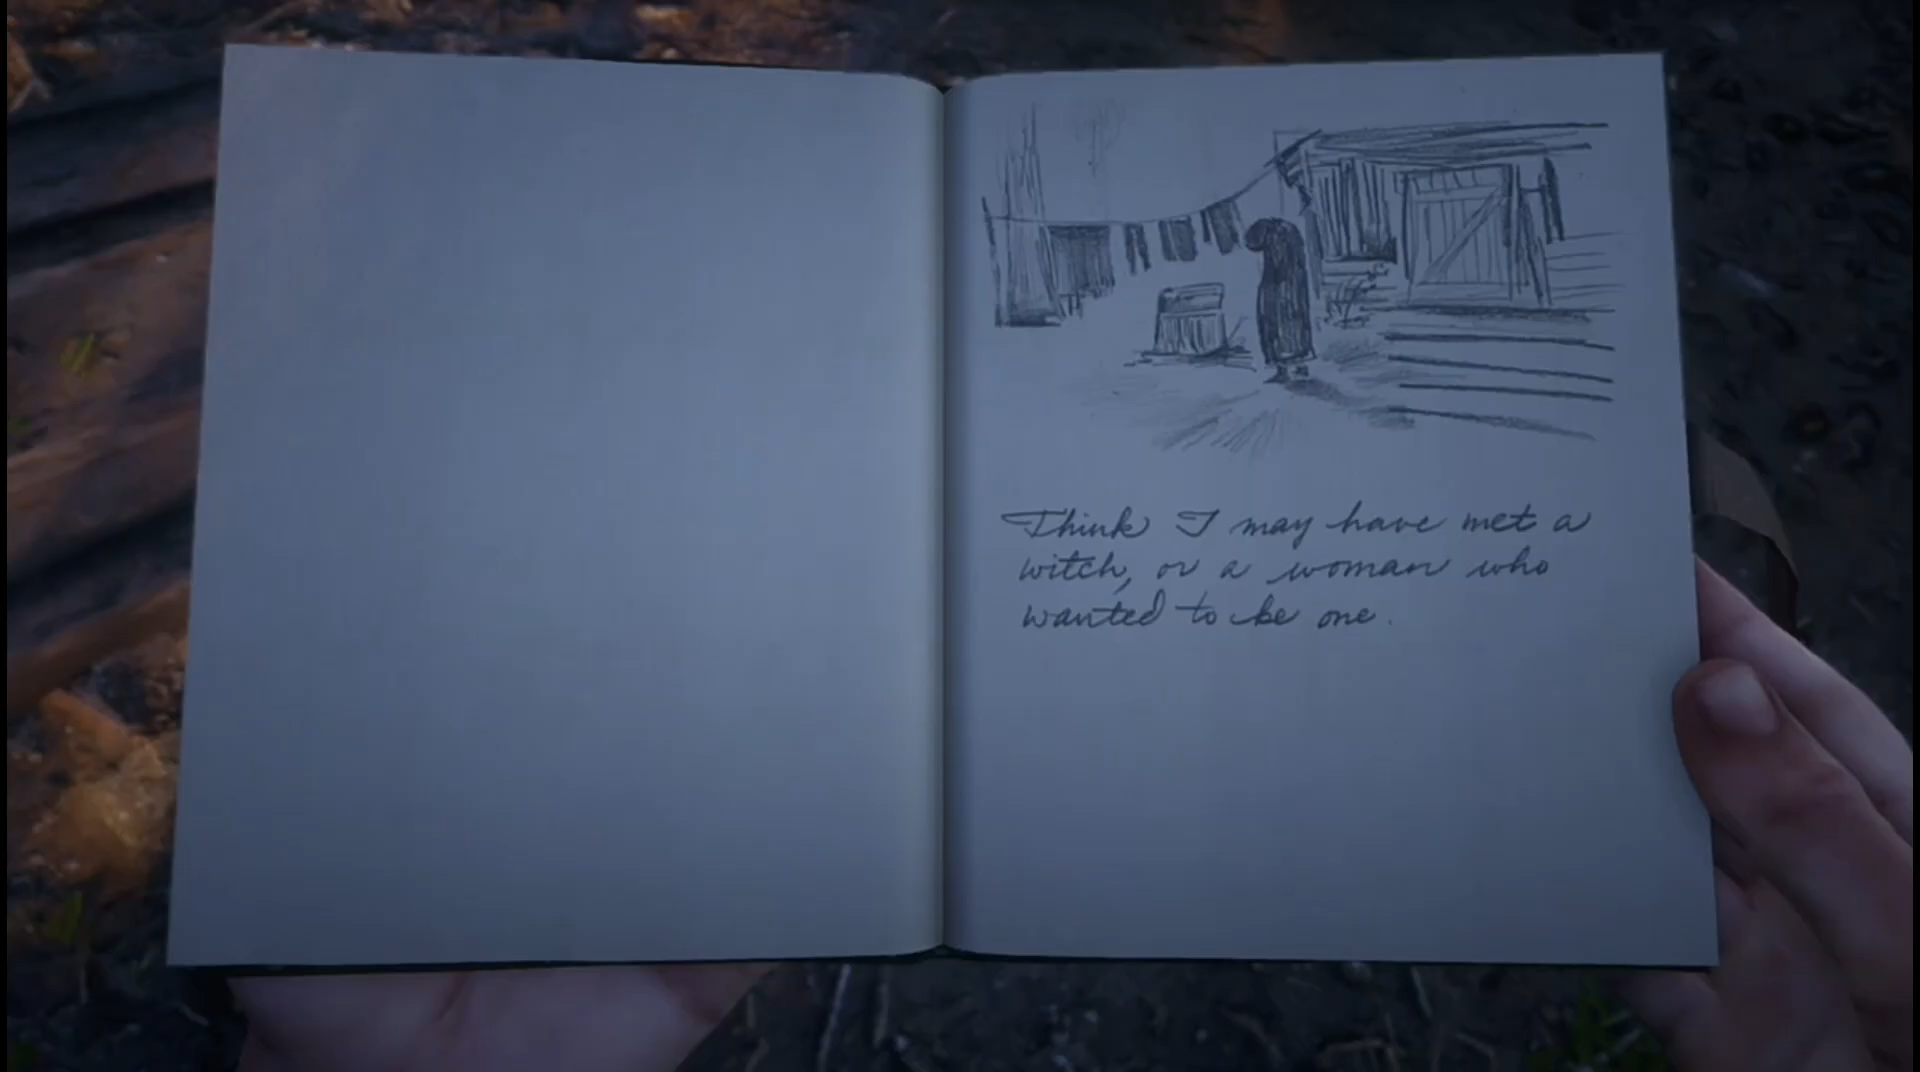 Think I may have met a
witch, or a woman who
wanted to be one.